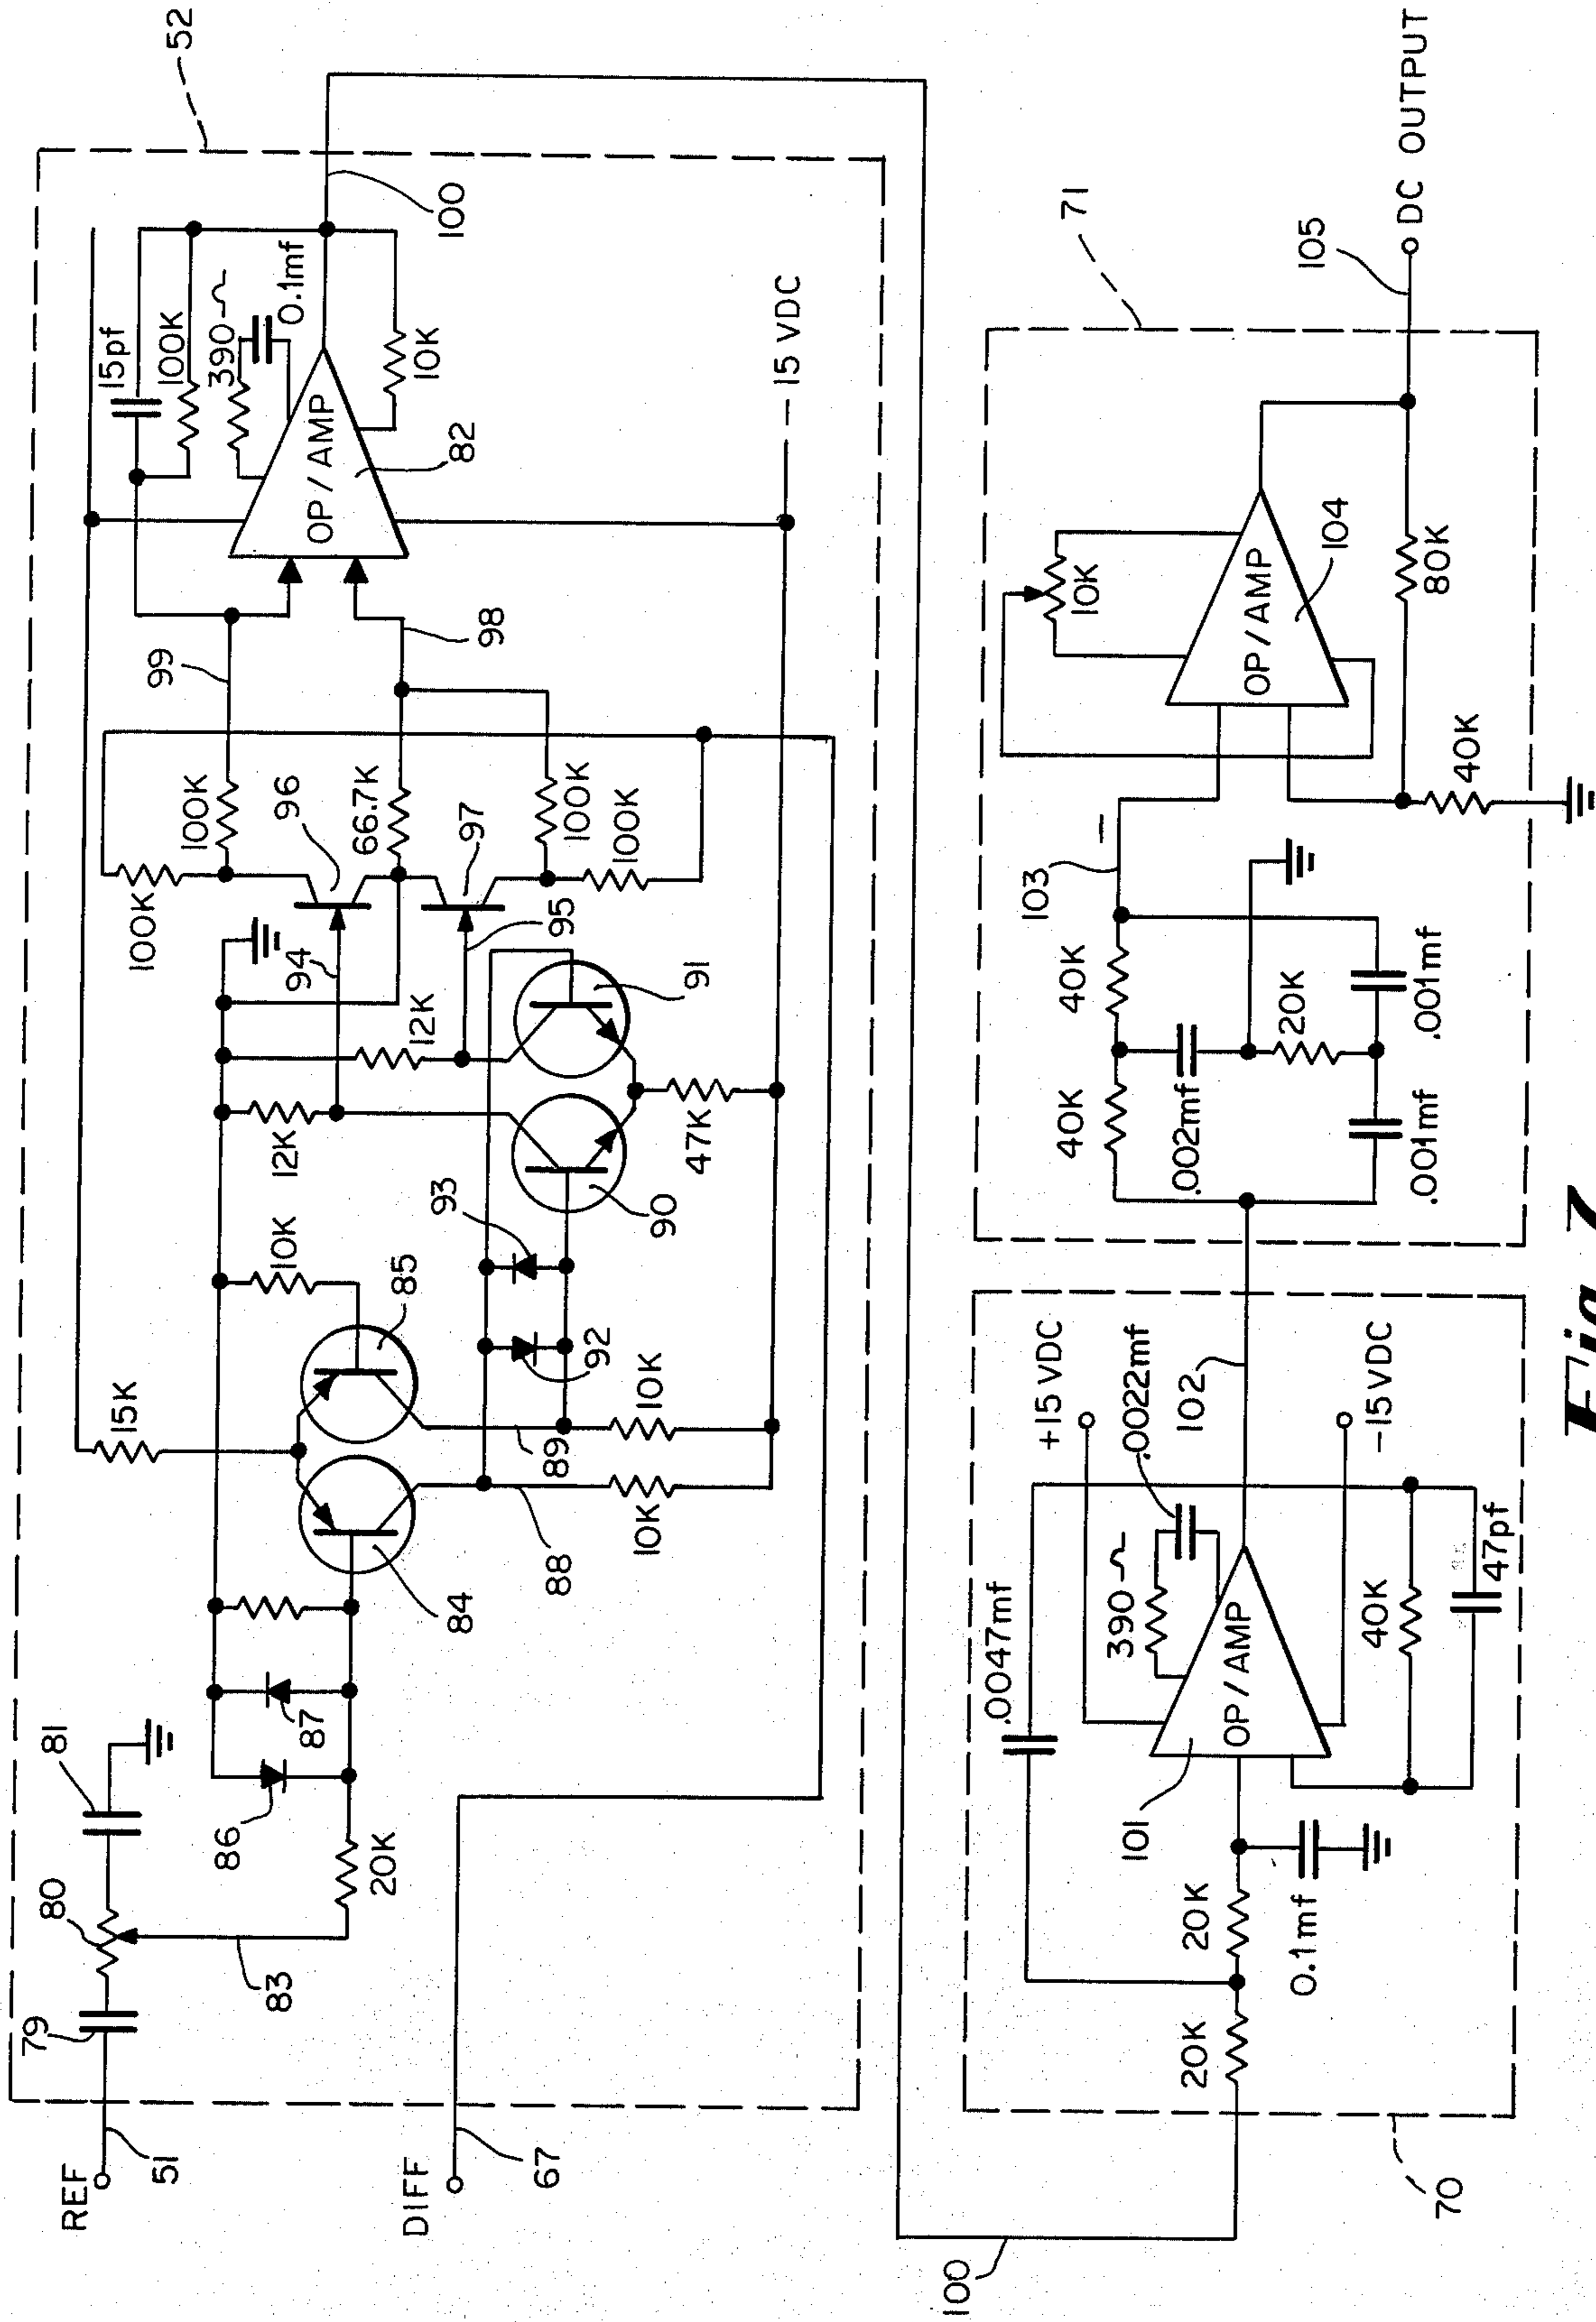 52
15pf
100K
390
0.1mf
100
OP/AMP
10K
82
15 VDC
99
98
100K
100K
96
66.7K
97
100K
100K
94
95
12K
91
12K
47K
93
90
10K
85
92
15K
10K
89
10K
88
84
87
81
86
80
20K
79
83
REF
51
DIFF
67
100
71
105
DC OUTPUT
10K
OP/AMP
104
80K
40K
103
40K
20K
.001mf
40K
.002mf
.001mf
+15 VDC
.0022mf
102
-15VDC
.0047mf
390
OP/AMP
40K
47pf
101
20K
0.1mf
20K
70
Fig. 7